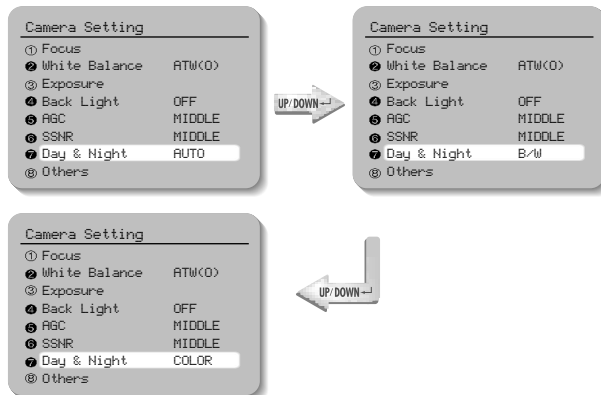 Camera Setting
① Focus
❷ White Balance ATW(O)
③ Exposure
❹ Back Light OFF
❺ AGC MIDDLE
❻ SSNR MIDDLE
❼ Day & Night AUTO
⑧ Others
UP/DOWN↵
Camera Setting
① Focus
❷ White Balance ATW(O)
③ Exposure
❹ Back Light OFF
❺ AGC MIDDLE
❻ SSNR MIDDLE
❼ Day & Night B/W
⑧ Others
UP/DOWN↵
Camera Setting
① Focus
❷ White Balance ATW(O)
③ Exposure
❹ Back Light OFF
❺ AGC MIDDLE
❻ SSNR MIDDLE
❼ Day & Night COLOR
⑧ Others